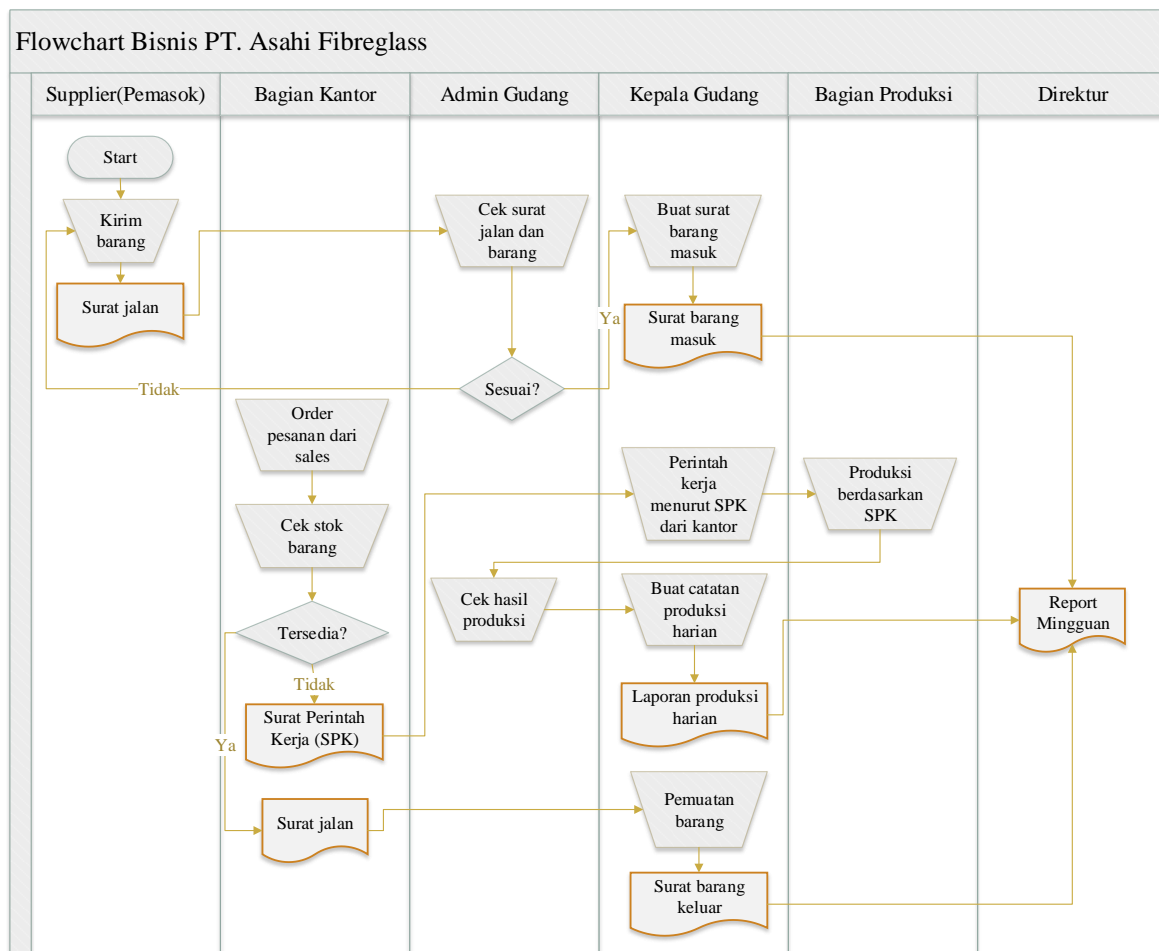 Flowchart Bisnis PT. Asahi Fibreglass
Supplier(Pemasok)
Bagian Kantor
Admin Gudang
Kepala Gudang
Bagian Produksi
Direktur
Start
Kirim
barang
Surat jalan
Cek surat
jalan dan
barang
Sesuai?
Tidak
Ya
Buat surat
barang
masuk
Surat barang
masuk
Order
pesanan dari
sales
Cek stok
barang
Tersedia?
Tidak
Ya
Surat Perintah
Kerja (SPK)
Surat jalan
Perintah
kerja
menurut SPK
dari kantor
Produksi
berdasarkan
SPK
Cek hasil
produksi
Buat catatan
produksi
harian
Laporan produksi
harian
Pemuatan
barang
Surat barang
keluar
Report
Mingguan